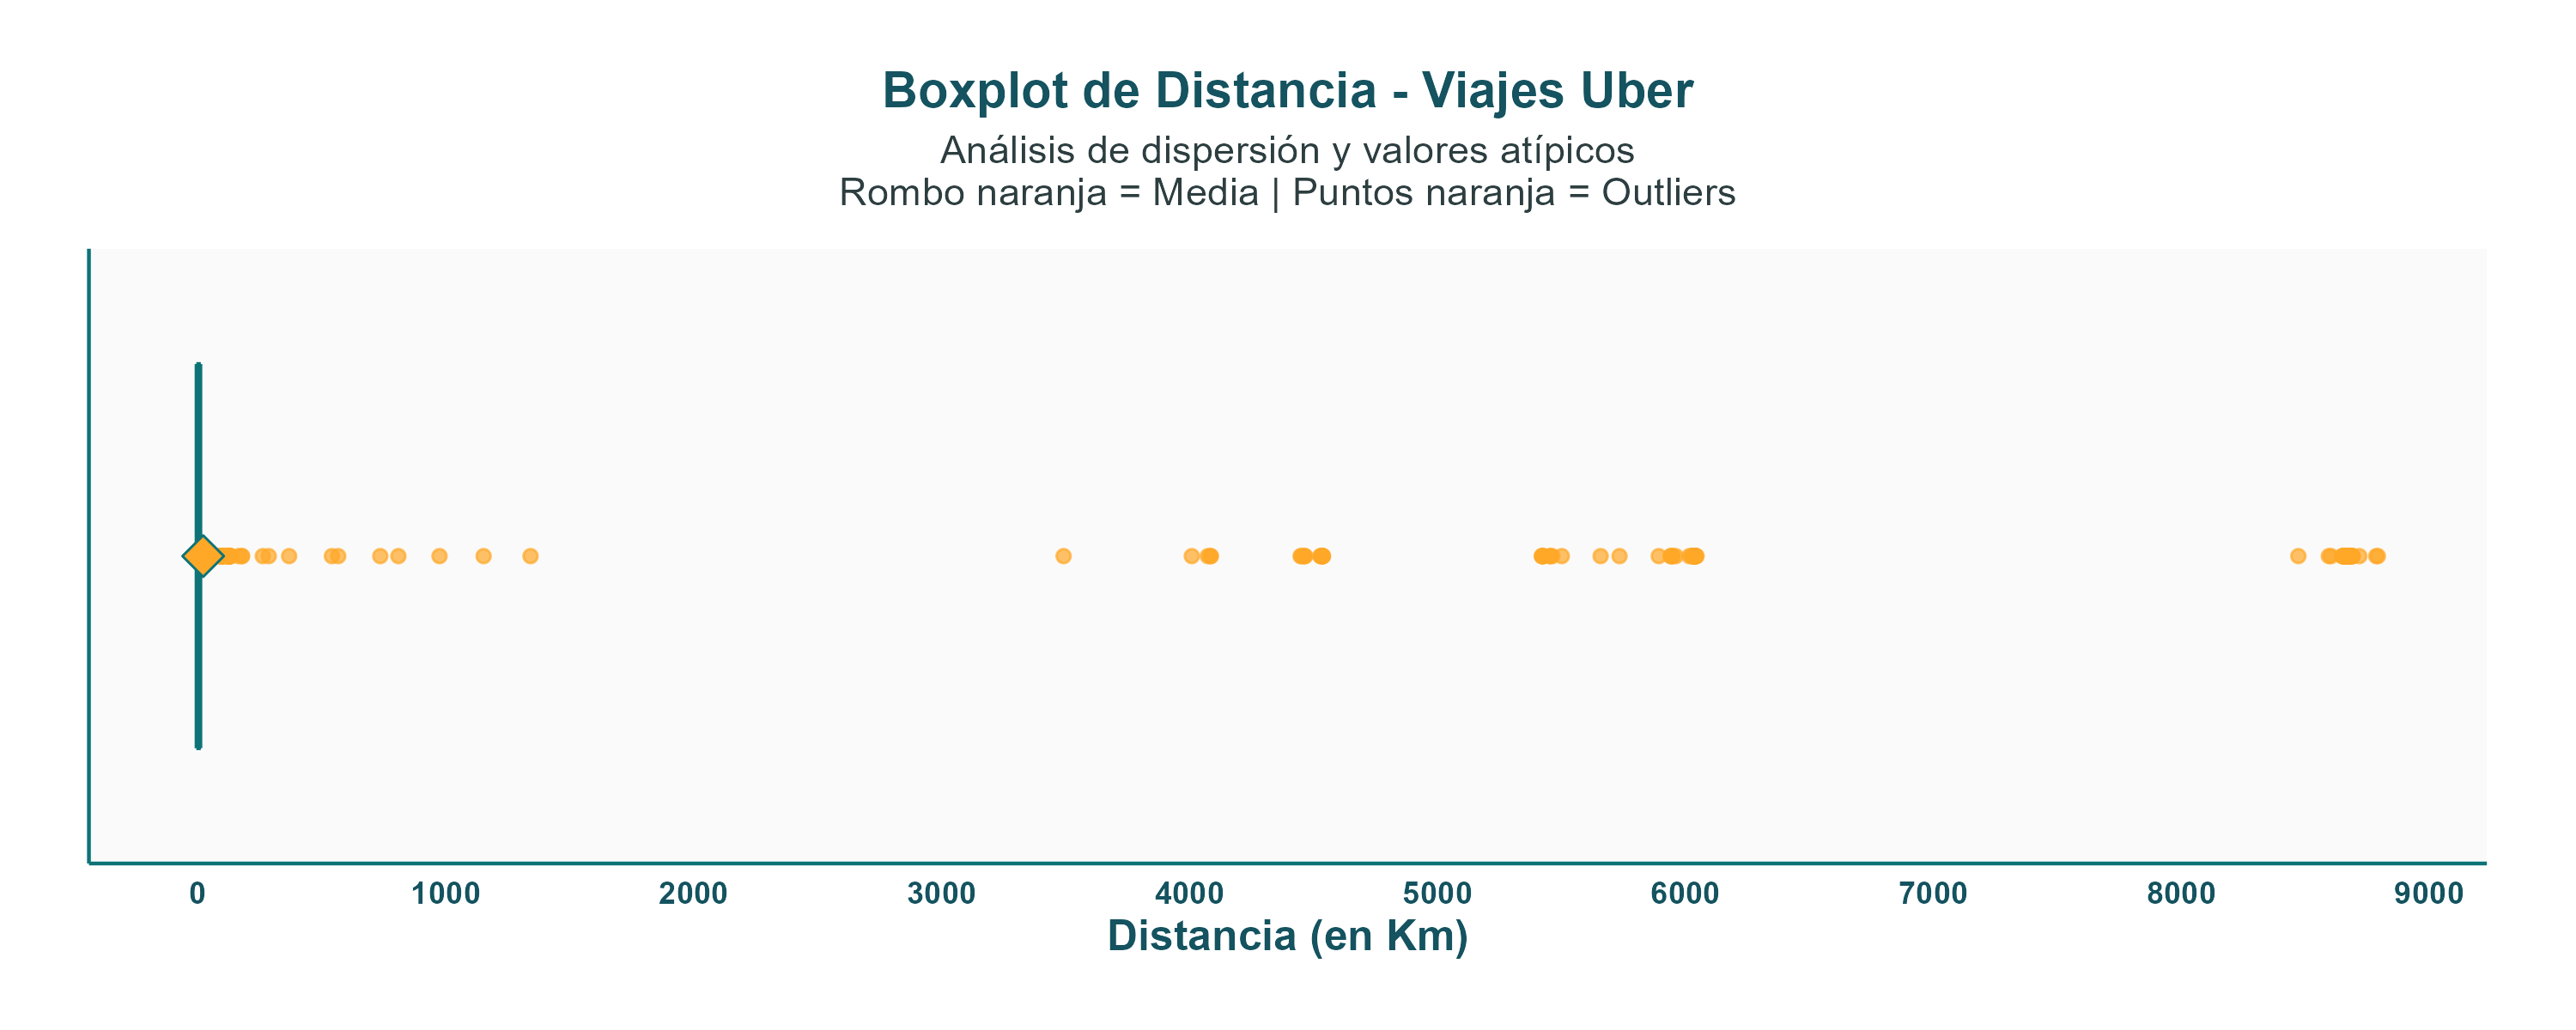 Boxplot de Distancia - Viajes Uber
Análisis de dispersión y valores atípicos
Rombo naranja = Media | Puntos naranja = Outliers
0 1000 2000 3000 4000 5000 6000 7000 8000 9000
Distancia (en Km)